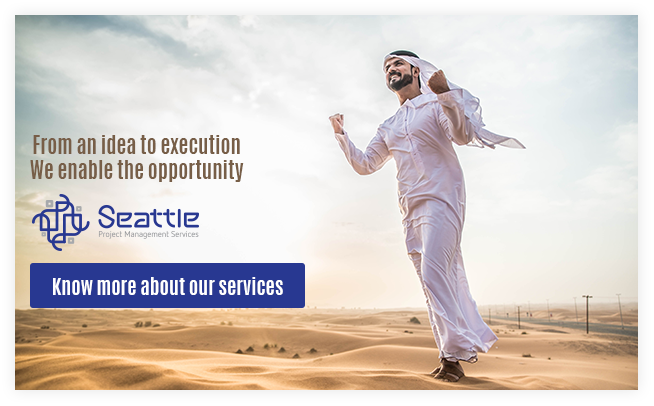 From an idea to execution
We enable the opportunity
Seattle
Project Management Services
Know more about our services